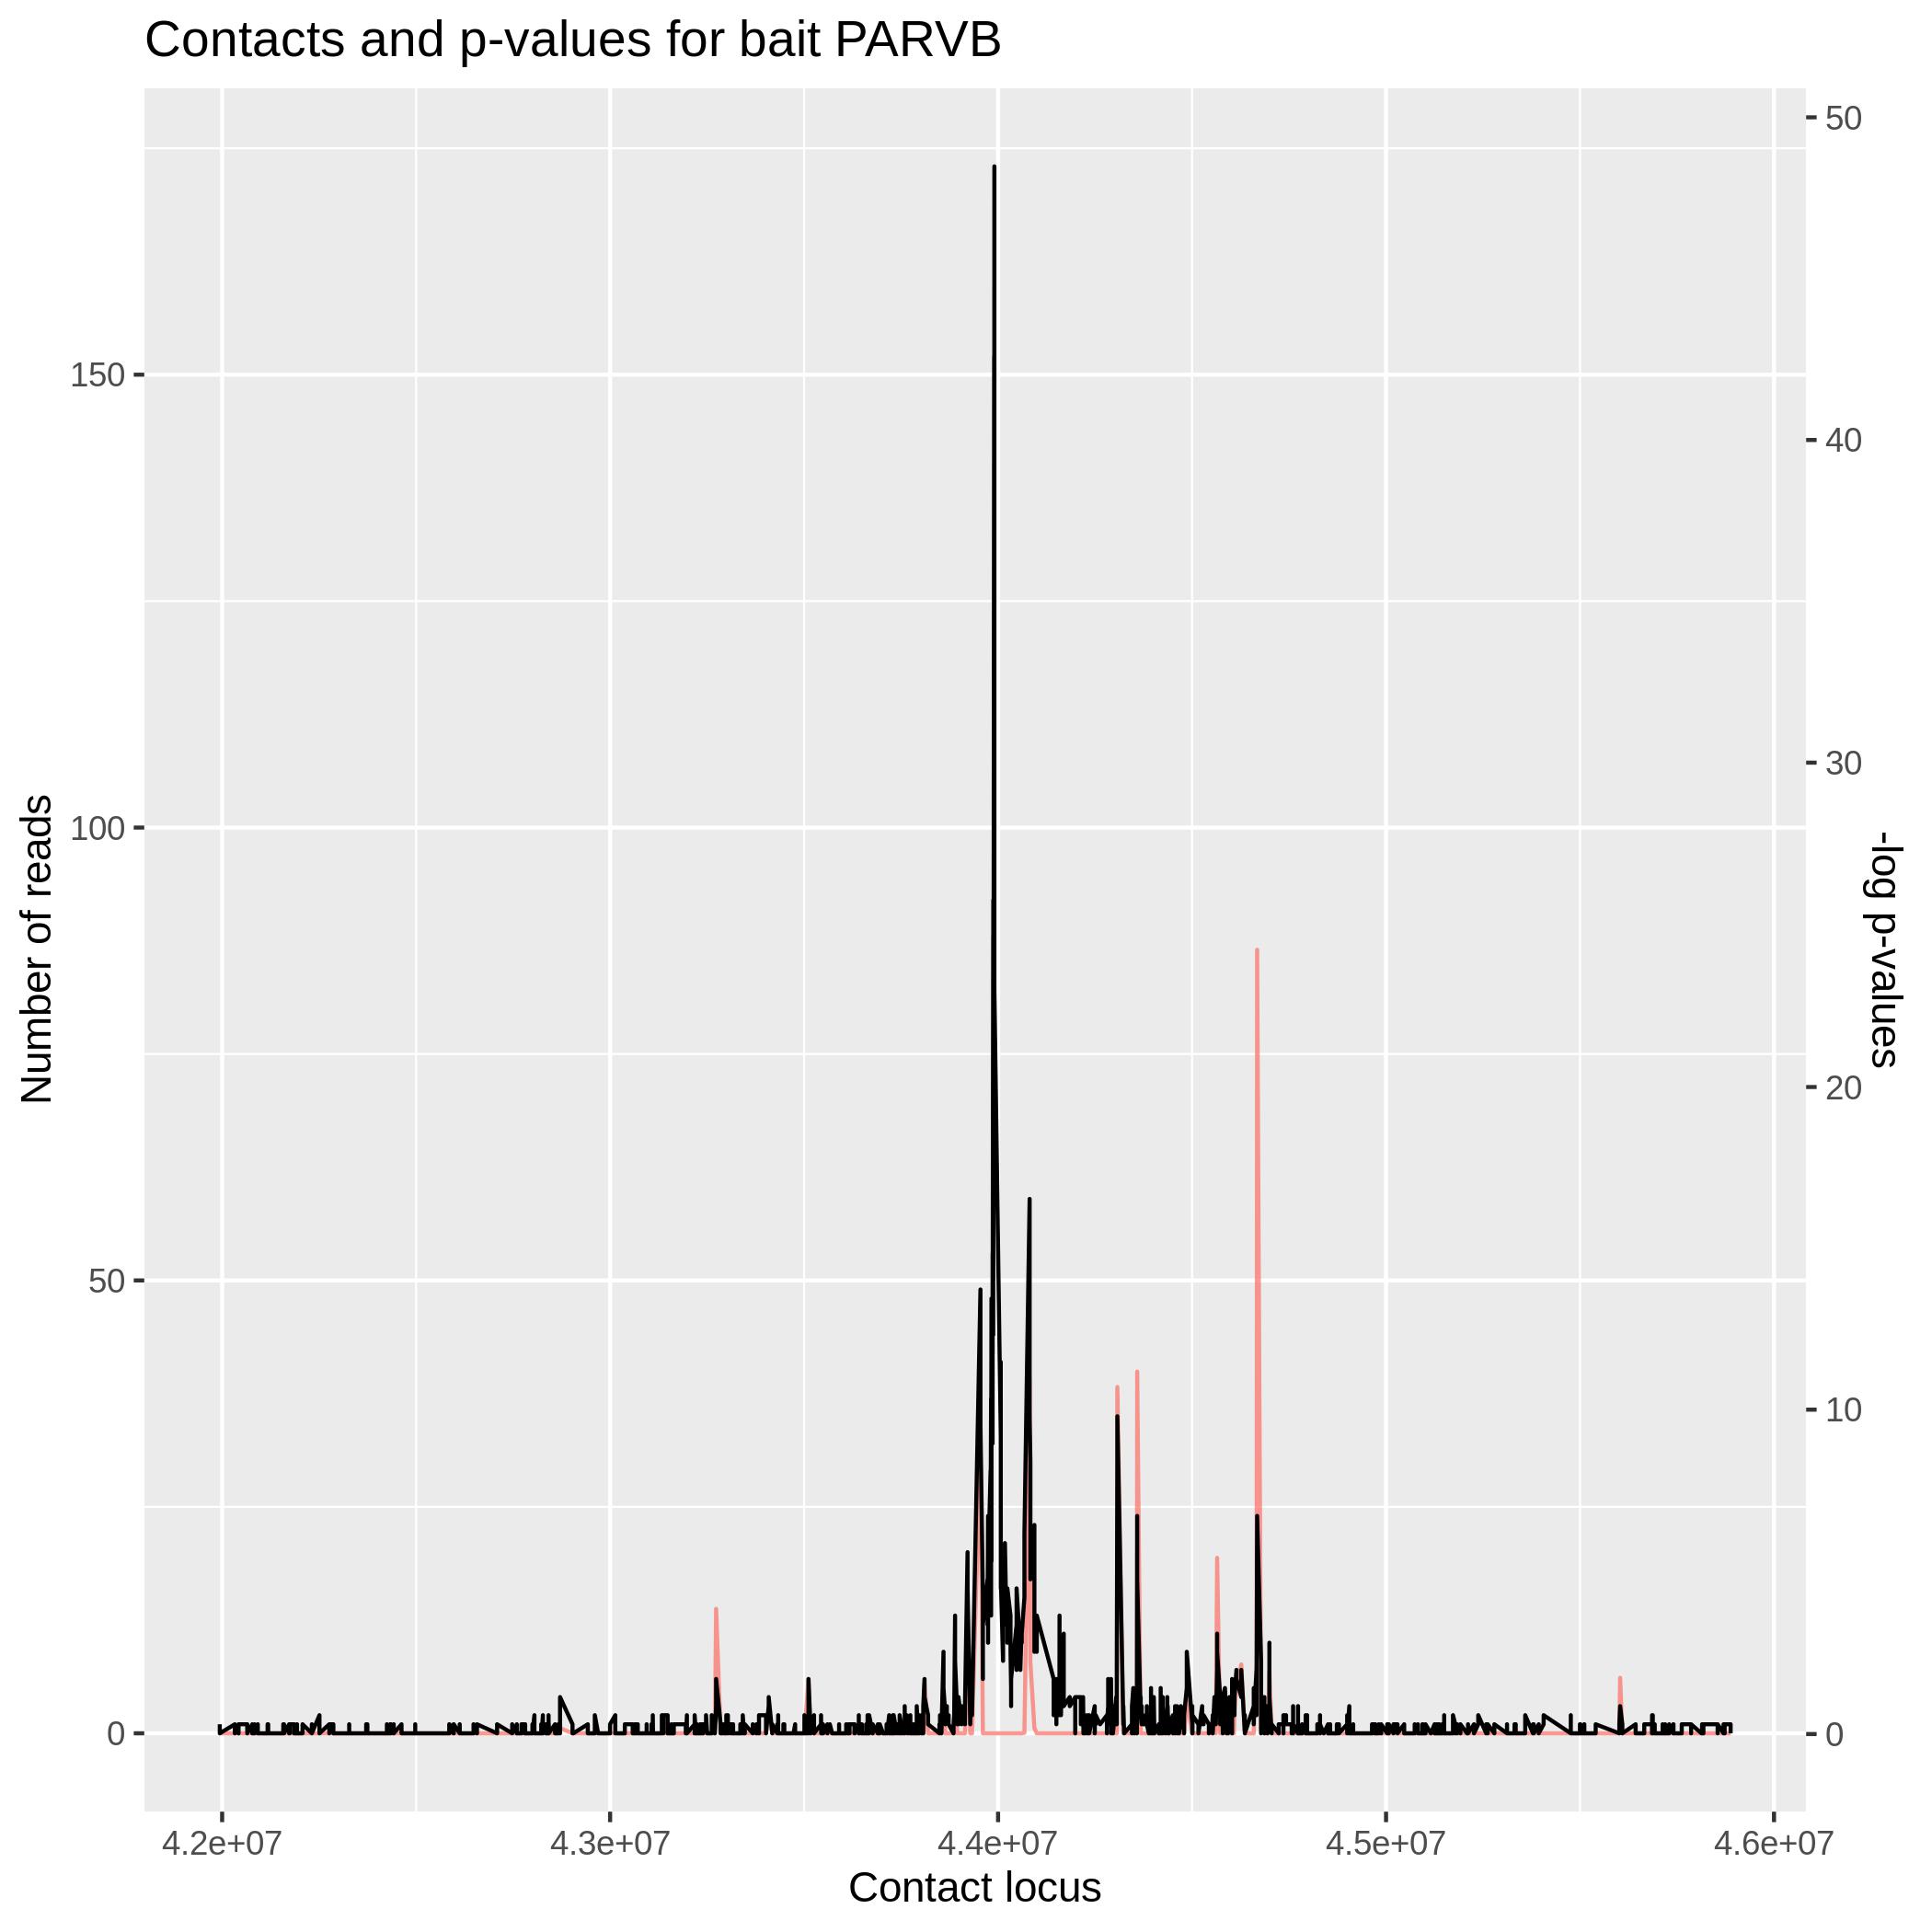 Contacts and p-values for bait PARVB
Number of reads
150
100
50
0
50
40
30
20
10
0
-log p-values
4.2e+07 4.3e+07 4.4e+07 4.5e+07 4.6e+07
Contact locus